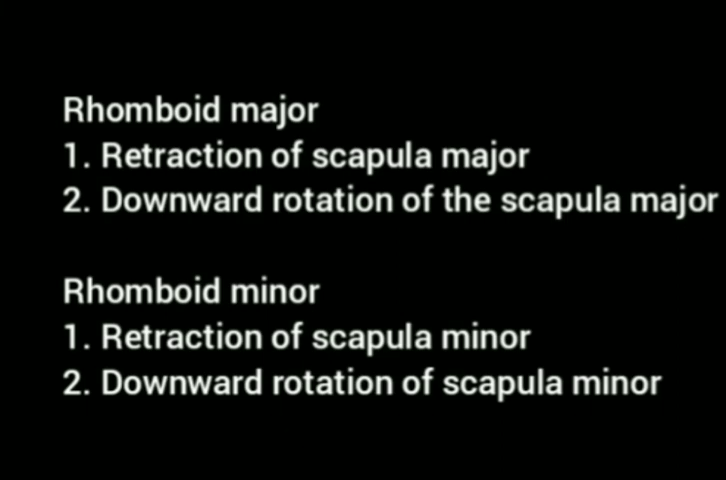 Rhomboid major
1. Retraction of scapula major
2. Downward rotation of the scapula major
Rhomboid minor
1. Retraction of scapula minor
2. Downward rotation of scapula minor